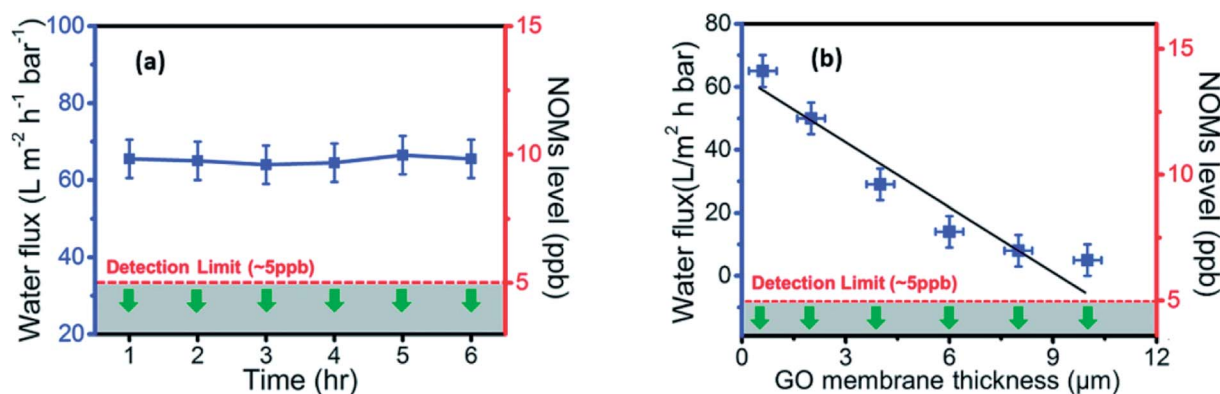 (a)
Water flux (L m⁻² h⁻¹ bar⁻¹)
100
80
60
40
20
NOMs level (ppb)
15
10
5
Detection Limit (~5ppb)
1 2 3 4 5 6
Time (hr)
(b)
Water flux(L/m² h bar)
80
60
40
20
0
NOMs level (ppb)
15
10
5
Detection Limit (~5ppb)
0 3 6 9 12
GO membrane thickness (μm)